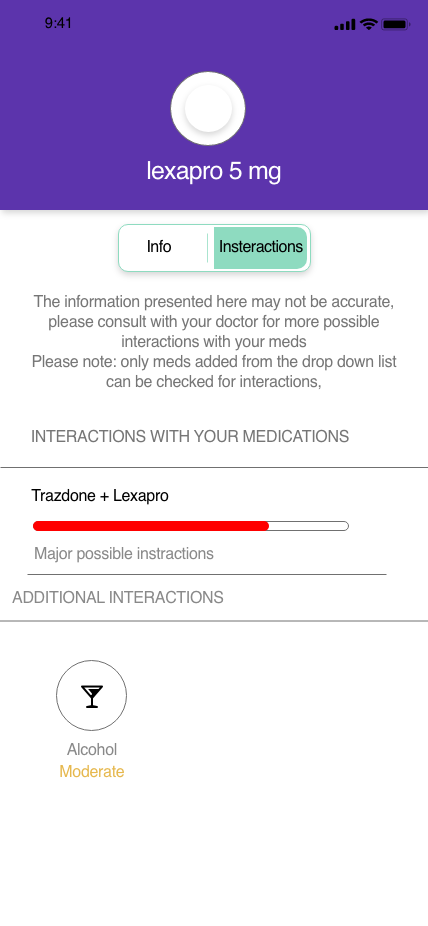 9:41
lexapro 5 mg
Info
Insteractions
The information presented here may not be accurate,
please consult with your doctor for more possible
interactions with your meds
Please note: only meds added from the drop down list
can be checked for interactions,
INTERACTIONS WITH YOUR MEDICATIONS
Trazdone + Lexapro
Major possible instractions
ADDITIONAL INTERACTIONS
Alcohol
Moderate